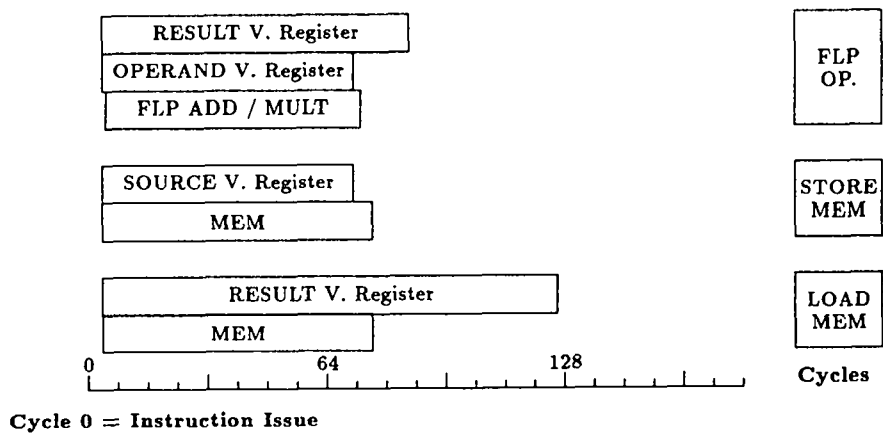 RESULT V. Register
OPERAND V. Register
FLP ADD / MULT
FLP
OP.
SOURCE V. Register
MEM
STORE
MEM
RESULT V. Register
MEM
LOAD
MEM
0 64 128
Cycles
Cycle 0 = Instruction Issue